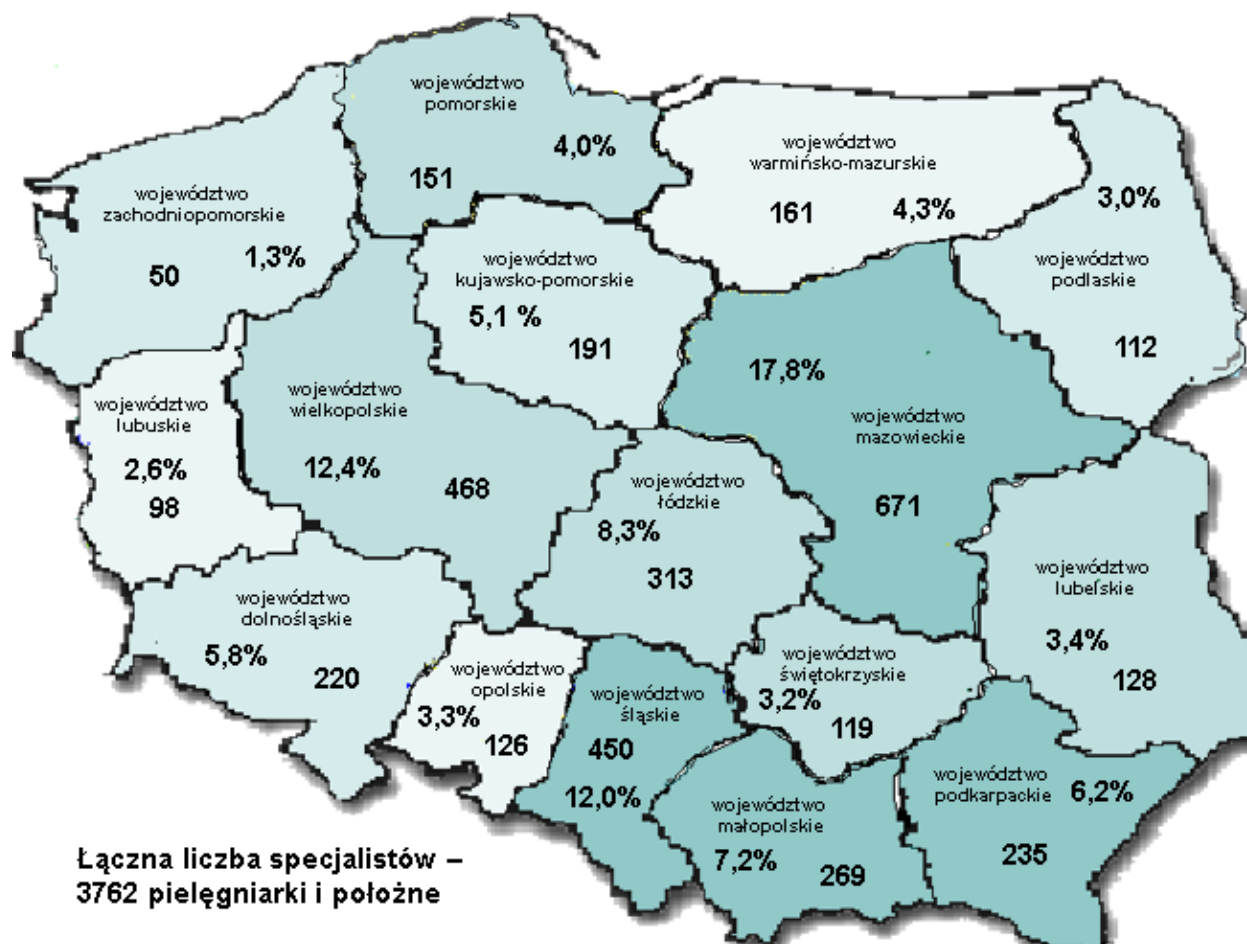 województwo
pomorskie
4,0%
151
województwo
warmińsko-mazurskie
161
4,3%
3,0%
województwo
podlaskie
112
województwo
zachodniopomorskie
50
1,3%
województwo
kujawsko-pomorskie
5,1 %
191
17,8%
województwo
mazowieckie
671
województwo
lubuskie
2,6%
98
województwo
wielkopolskie
12,4%
468
województwo
łódzkie
8,3%
313
województwo
lubeľskie
3,4%
128
województwo
dolnośląskie
5,8%
220
województwo
opolskie
3,3%
126
województwo
śląskie
450
12,0%
województwo
świętokrzyskie
3,2%
119
województwo
małopolskie
7,2%
269
województwo
podkarpackie
6,2%
235
Łączna liczba specjalistów –
3762 pielęgniarki i położne